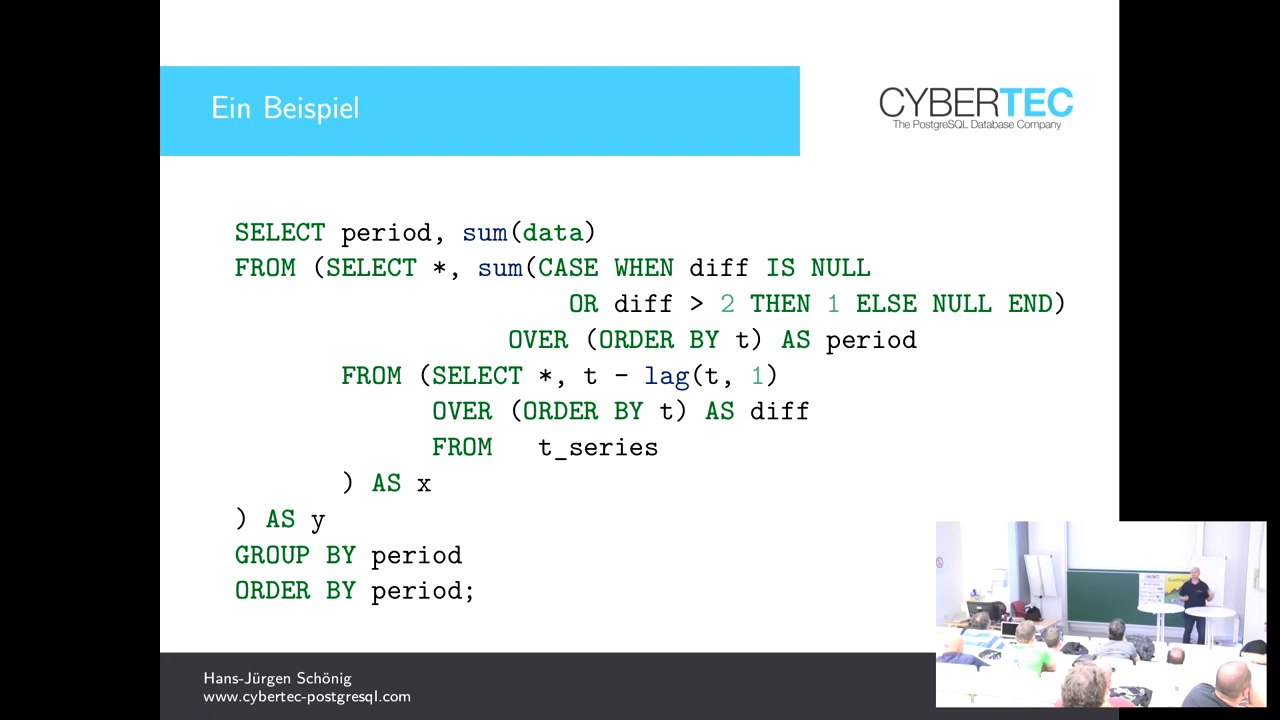 Ein Beispiel
CYBERTEC
The PostgreSQL Database Company
SELECT period, sum(data)
FROM (SELECT *, sum(CASE WHEN diff IS NULL
OR diff > 2 THEN 1 ELSE NULL END)
OVER (ORDER BY t) AS period
FROM (SELECT *, t - lag(t, 1)
OVER (ORDER BY t) AS diff
FROM t_series
) AS x
) AS y
GROUP BY period
ORDER BY period;
Hans-Jürgen Schönig
www.cybertec-postgresql.com